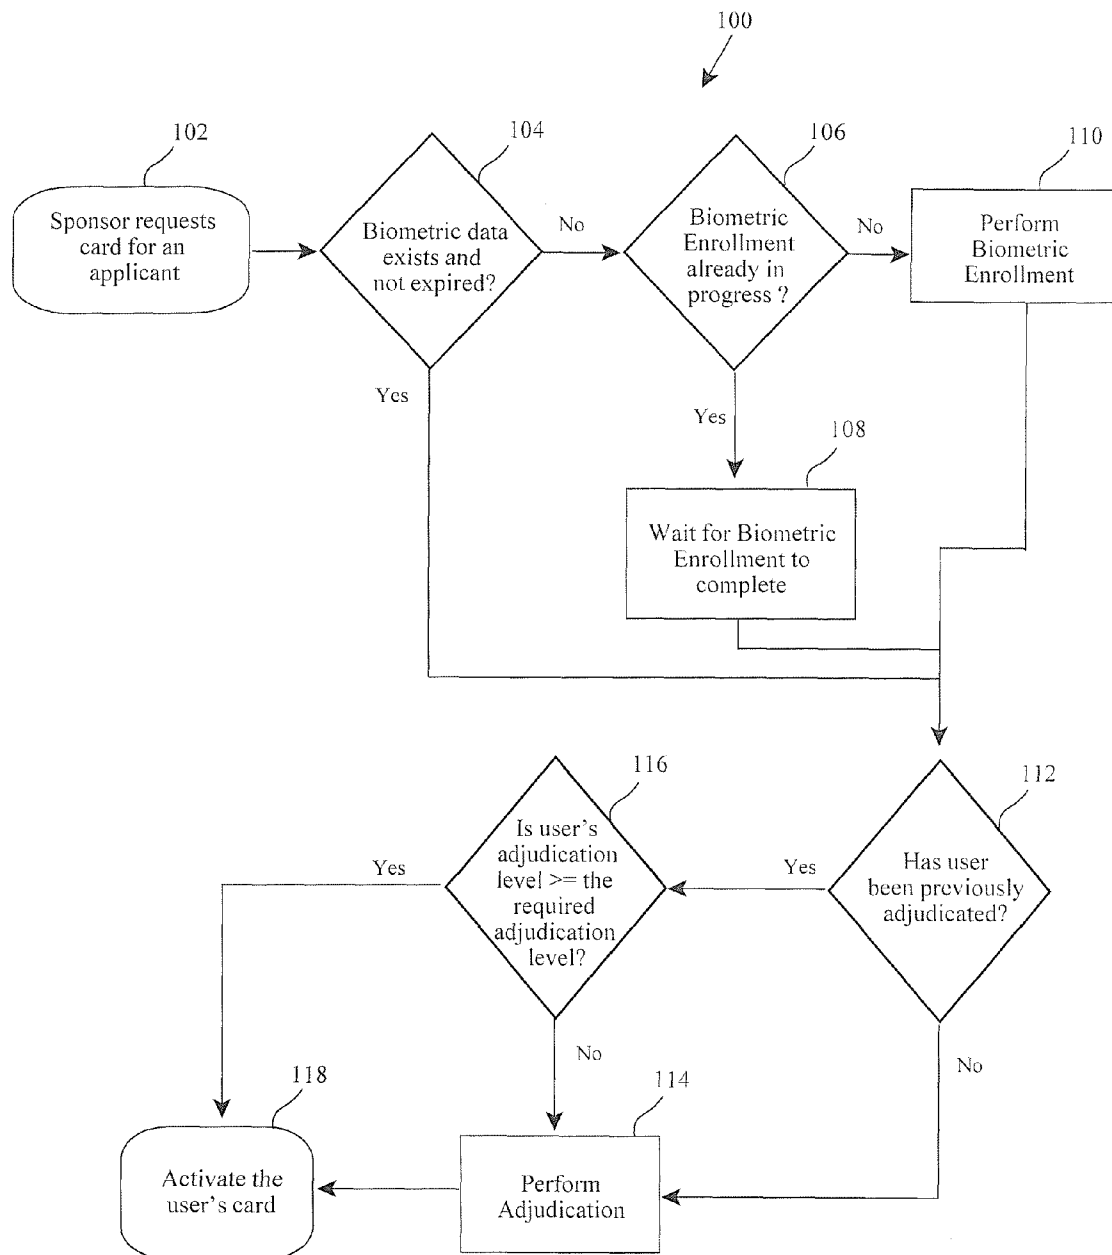 100
102
Sponsor requests
card for an
applicant
104
Biometric data
exists and
not expired?
No
Yes
106
Biometric
Enrollment
already in
progress ?
No
Yes
110
Perform
Biometric
Enrollment
108
Wait for Biometric
Enrollment to
complete
112
Has user
been previously
adjudicated?
Yes
No
116
Is user's
adjudication
level >= the
required
adjudication
level?
Yes
No
114
Perform
Adjudication
118
Activate the
user's card